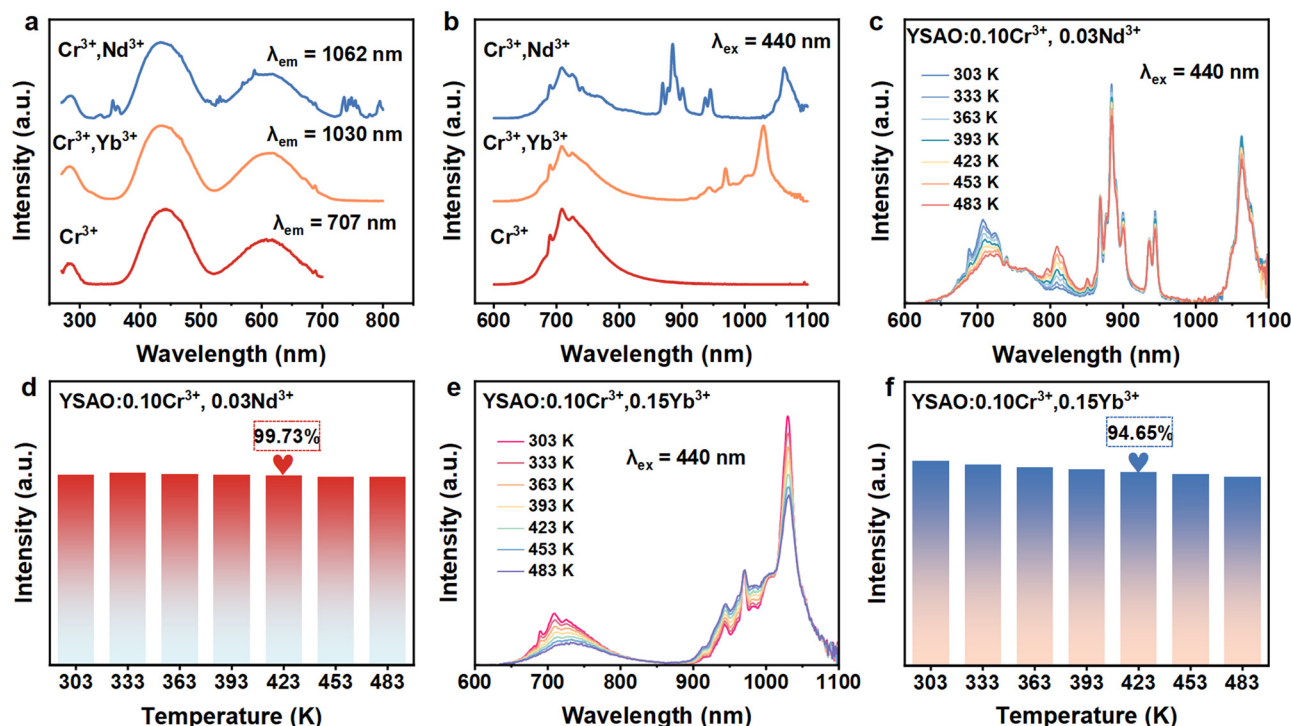 a
Cr³⁺,Nd³⁺
λem = 1062 nm
Cr³⁺,Yb³⁺
λem = 1030 nm
Cr³⁺
λem = 707 nm
Intensity (a.u.)
300 400 500 600 700 800
Wavelength (nm)
b
Cr³⁺,Nd³⁺
λex = 440 nm
Cr³⁺,Yb³⁺
Cr³⁺
Intensity (a.u.)
600 700 800 900 1000 1100
Wavelength (nm)
c
YSAO:0.10Cr³⁺, 0.03Nd³⁺
λex = 440 nm
303 K
333 K
363 K
393 K
423 K
453 K
483 K
Intensity (a.u.)
600 700 800 900 1000 1100
Wavelength (nm)
d
YSAO:0.10Cr³⁺, 0.03Nd³⁺
99.73%
Intensity (a.u.)
303 333 363 393 423 453 483
Temperature (K)
e
YSAO:0.10Cr³⁺,0.15Yb³⁺
303 K
333 K
363 K
393 K
423 K
453 K
483 K
λex = 440 nm
Intensity (a.u.)
600 700 800 900 1000 1100
Wavelength (nm)
f
YSAO:0.10Cr³⁺,0.15Yb³⁺
94.65%
Intensity (a.u.)
303 333 363 393 423 453 483
Temperature (K)